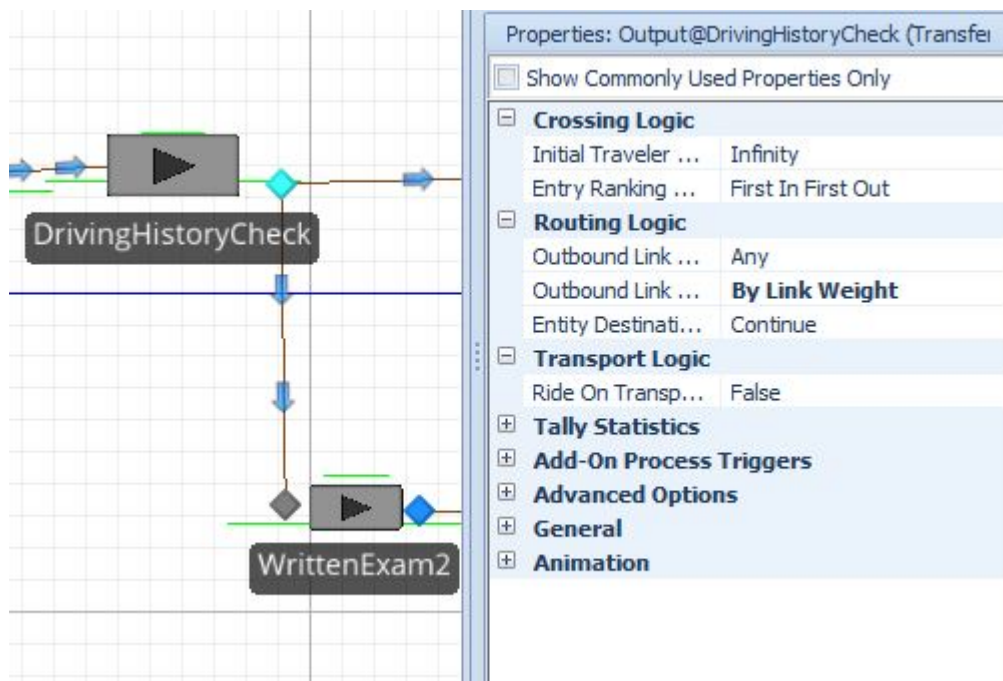 Properties: Output@DrivingHistoryCheck (Transfer
Show Commonly Used Properties Only
Crossing Logic
Initial Traveler ... Infinity
Entry Ranking ... First In First Out
Routing Logic
Outbound Link ... Any
Outbound Link ... By Link Weight
Entity Destinati... Continue
Transport Logic
Ride On Transp... False
Tally Statistics
Add-On Process Triggers
Advanced Options
General
Animation
DrivingHistoryCheck
WrittenExam2